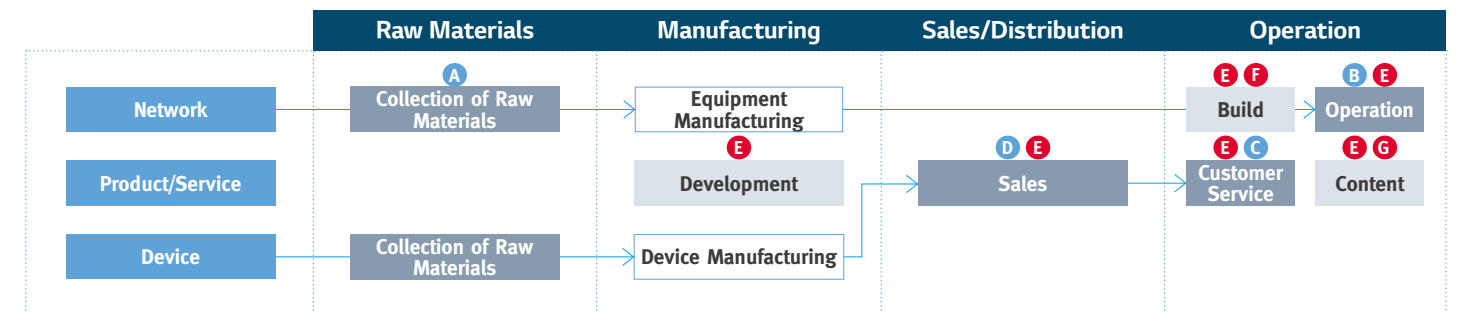 Raw Materials
Manufacturing
Sales/Distribution
Operation
A
E F
B E
Network
Collection of Raw
Materials
Equipment
Manufacturing
Build
Operation
E
D E
E C
E G
Product/Service
Development
Sales
Customer
Service
Content
Device
Collection of Raw
Materials
Device Manufacturing